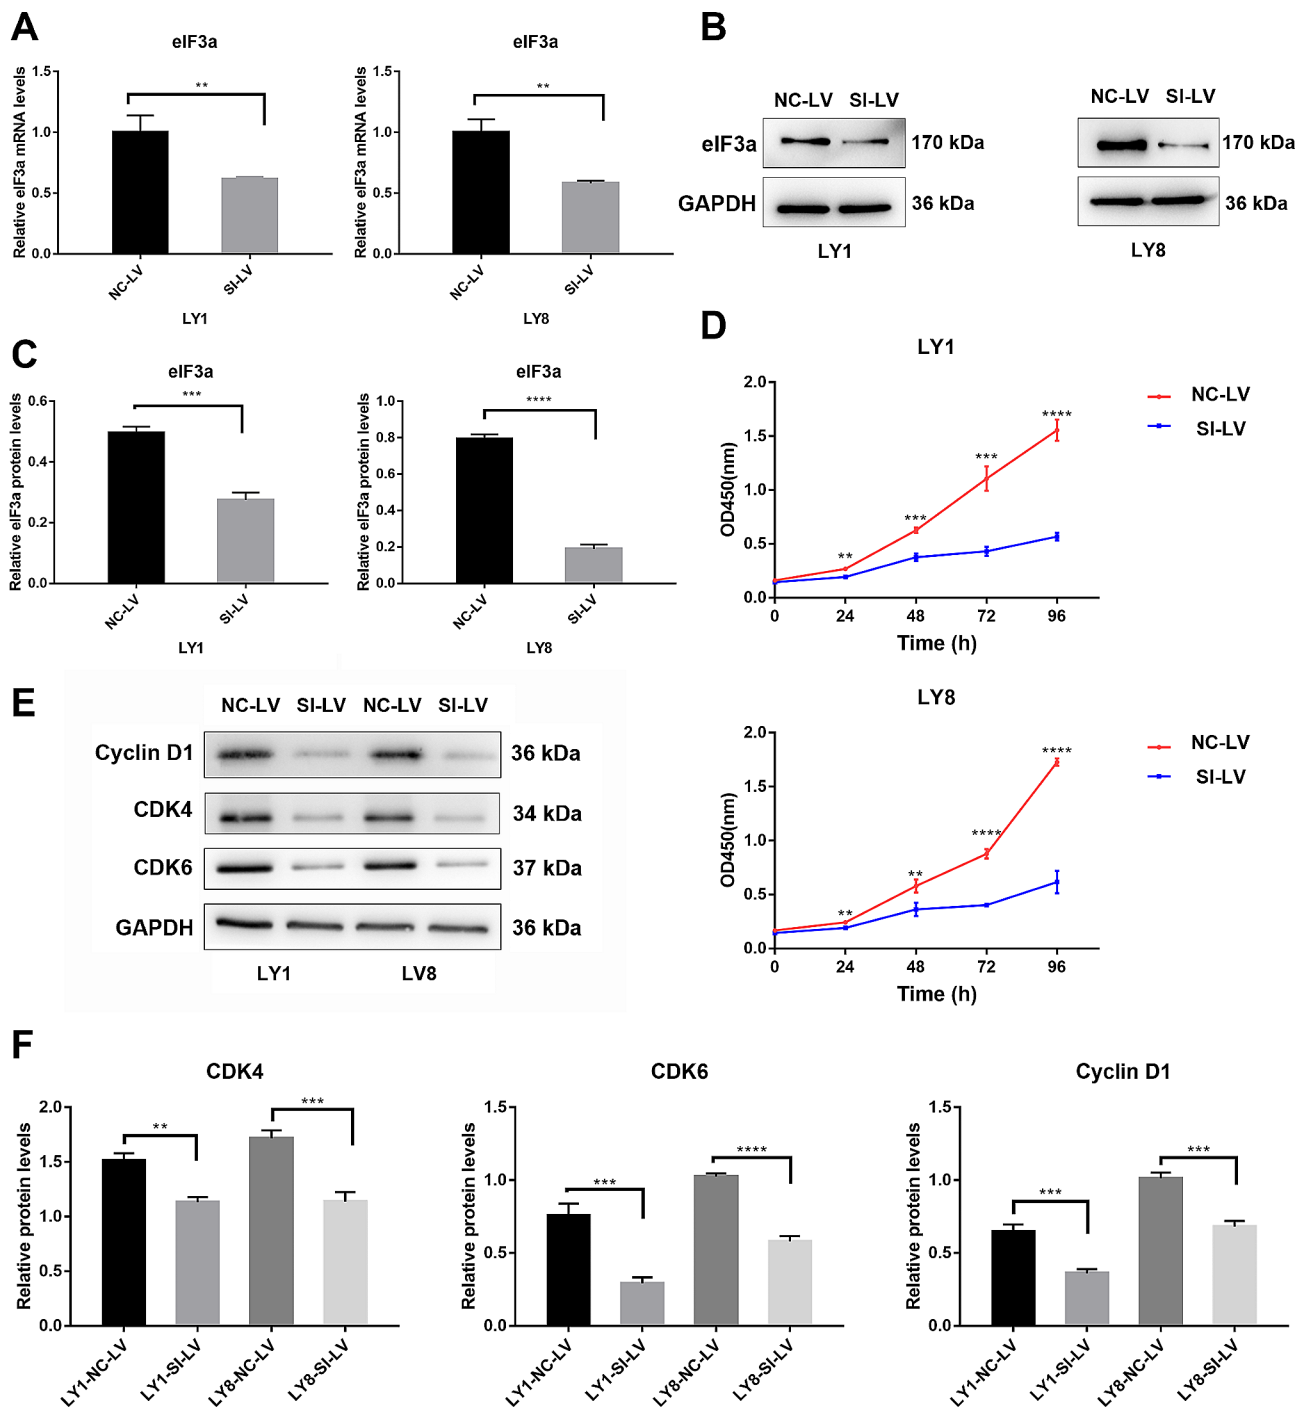 A
eIF3a
Relative eIF3a mRNA levels
1.5
1.0
0.5
0.0
**
NC-LV
SI-LV
LY1
eIF3a
Relative eIF3a mRNA levels
1.5
1.0
0.5
0.0
**
NC-LV
SI-LV
LY8
B
NC-LV SI-LV
eIF3a
170 kDa
GAPDH
36 kDa
LY1
NC-LV SI-LV
170 kDa
36 kDa
LY8
C
eIF3a
Relative eIF3a protein levels
0.6
0.4
0.2
0.0
***
NC-LV
SI-LV
LY1
eIF3a
Relative eIF3a protein levels
1.0
0.8
0.6
0.4
0.2
0.0
****
NC-LV
SI-LV
LY8
D
LY1
OD450(nm)
2.0
1.5
1.0
0.5
0.0
** *** *** ****
0 24 48 72 96
Time (h)
NC-LV
SI-LV
LY8
OD450(nm)
2.0
1.5
1.0
0.5
0.0
** ** **** ****
0 24 48 72 96
Time (h)
NC-LV
SI-LV
E
NC-LV SI-LV NC-LV SI-LV
Cyclin D1 36 kDa
CDK4 34 kDa
CDK6 37 kDa
GAPDH 36 kDa
LY1 LV8
F
CDK4
Relative protein levels
2.0
1.5
1.0
0.5
0.0
** ***
LY1-NC-LV
LY1-SI-LV
LY8-NC-LV
LY8-SI-LV
CDK6
Relative protein levels
1.5
1.0
0.5
0.0
*** ****
LY1-NC-LV
LY1-SI-LV
LY8-NC-LV
LY8-SI-LV
Cyclin D1
Relative protein levels
1.5
1.0
0.5
0.0
*** ***
LY1-NC-LV
LY1-SI-LV
LY8-NC-LV
LY8-SI-LV